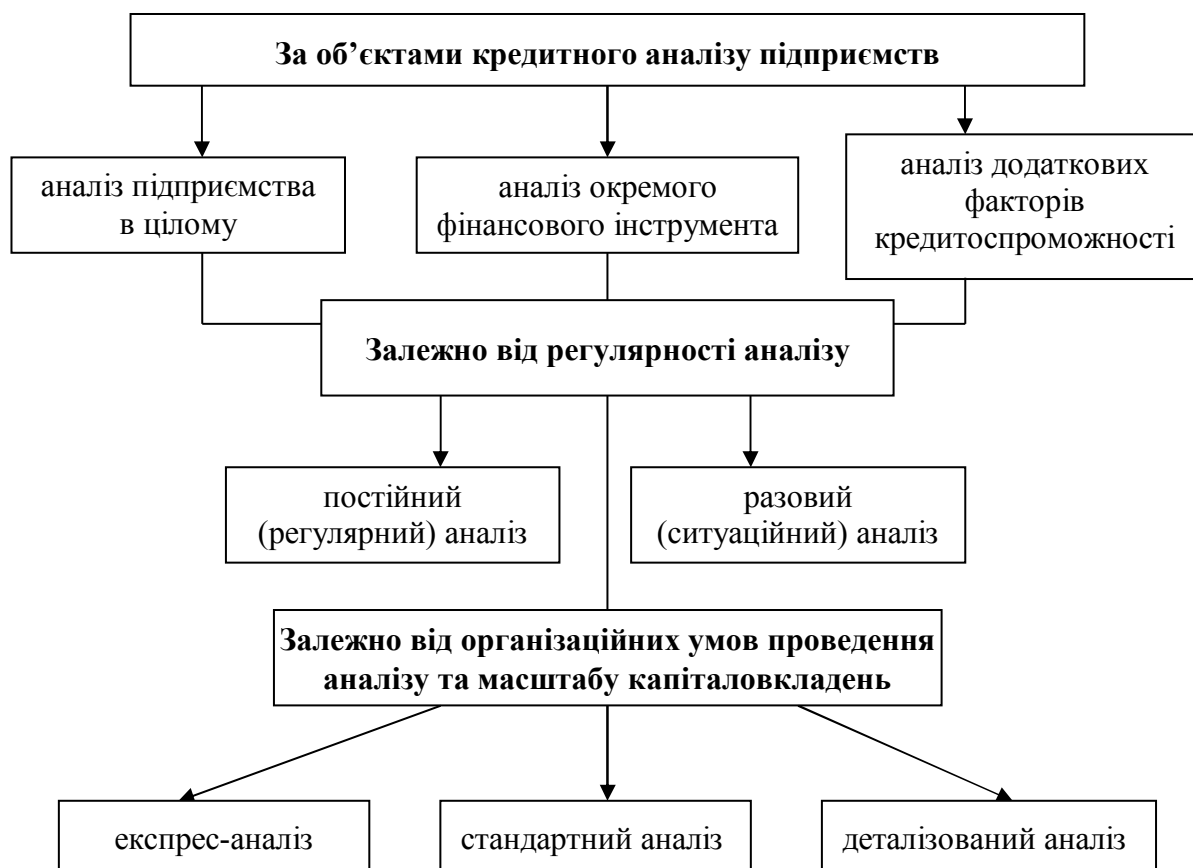 За об’єктами кредитного аналізу підприємств
аналіз підприємства
в цілому
аналіз окремого
фінансового інструмента
аналіз додаткових
факторів
кредитоспроможності
Залежно від регулярності аналізу
постійний
(регулярний) аналіз
разовий
(ситуаційний) аналіз
Залежно від організаційних умов проведення
аналізу та масштабу капіталовкладень
експрес-аналіз
стандартний аналіз
деталізований аналіз